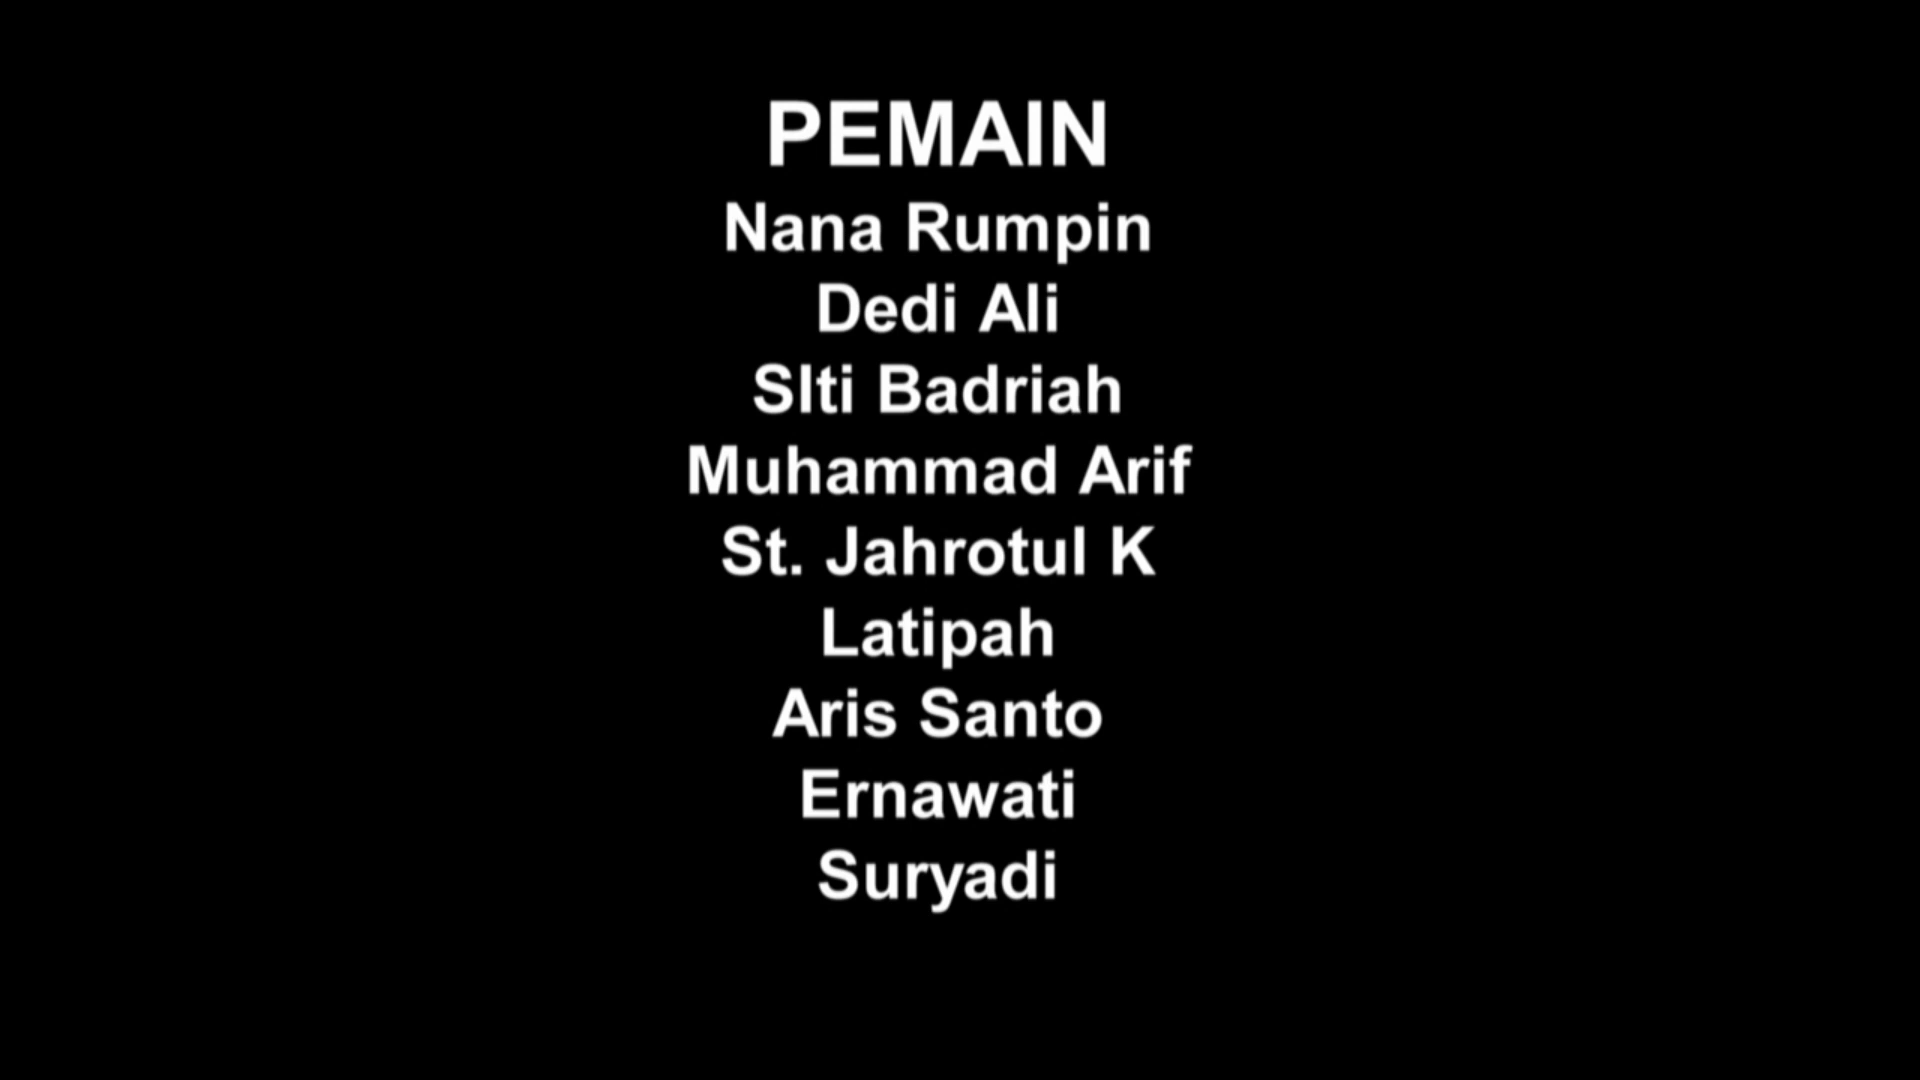 PEMAIN
Nana Rumpin
Dedi Ali
SIti Badriah
Muhammad Arif
St. Jahrotul K
Latipah
Aris Santo
Ernawati
Suryadi